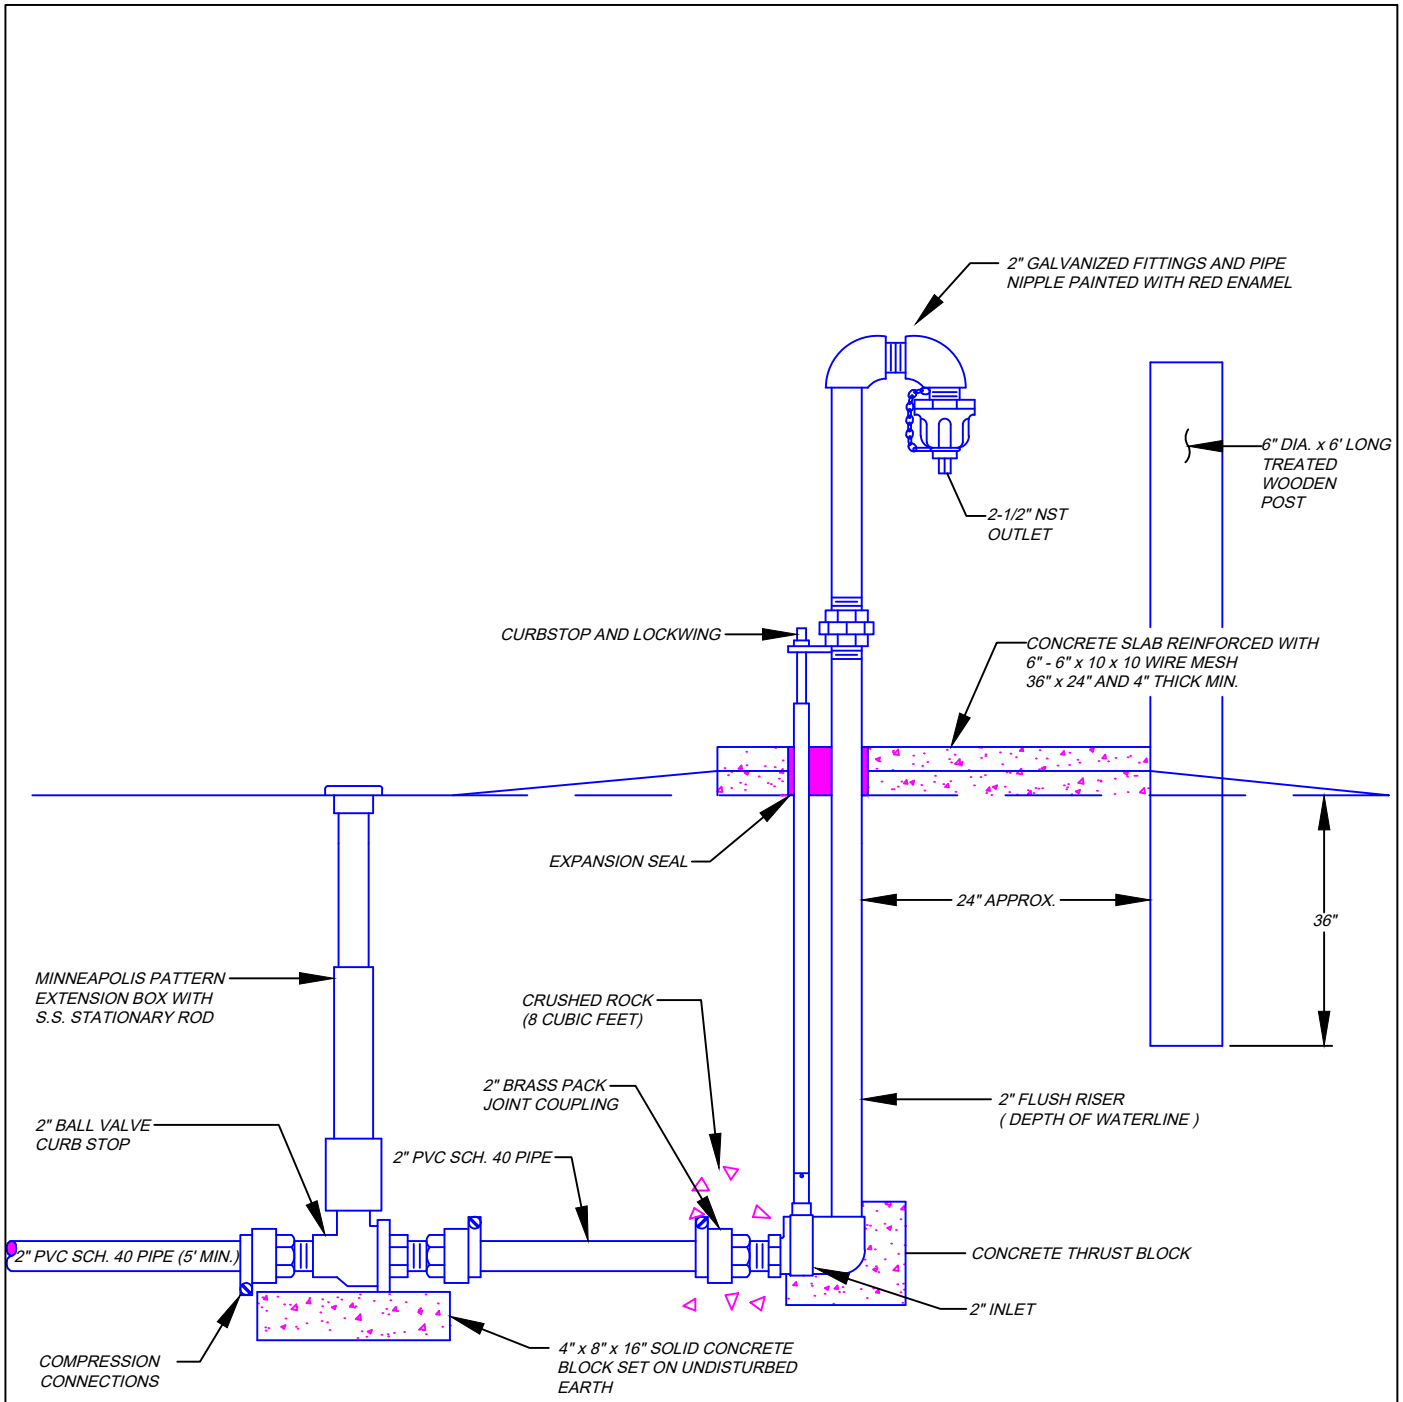 2" GALVANIZED FITTINGS AND PIPE
NIPPLE PAINTED WITH RED ENAMEL
6" DIA. x 6' LONG
TREATED
WOODEN
POST
2-1/2" NST
OUTLET
CURBSTOP AND LOCKWING
CONCRETE SLAB REINFORCED WITH
6" - 6" x 10 x 10 WIRE MESH
36" x 24" AND 4" THICK MIN.
EXPANSION SEAL
24" APPROX.
36"
MINNEAPOLIS PATTERN
EXTENSION BOX WITH
S.S. STATIONARY ROD
CRUSHED ROCK
(8 CUBIC FEET)
2" BRASS PACK
JOINT COUPLING
2" FLUSH RISER
( DEPTH OF WATERLINE )
2" BALL VALVE
CURB STOP
2" PVC SCH. 40 PIPE
2" PVC SCH. 40 PIPE (5' MIN.)
CONCRETE THRUST BLOCK
2" INLET
4" x 8" x 16" SOLID CONCRETE
BLOCK SET ON UNDISTURBED
EARTH
COMPRESSION
CONNECTIONS